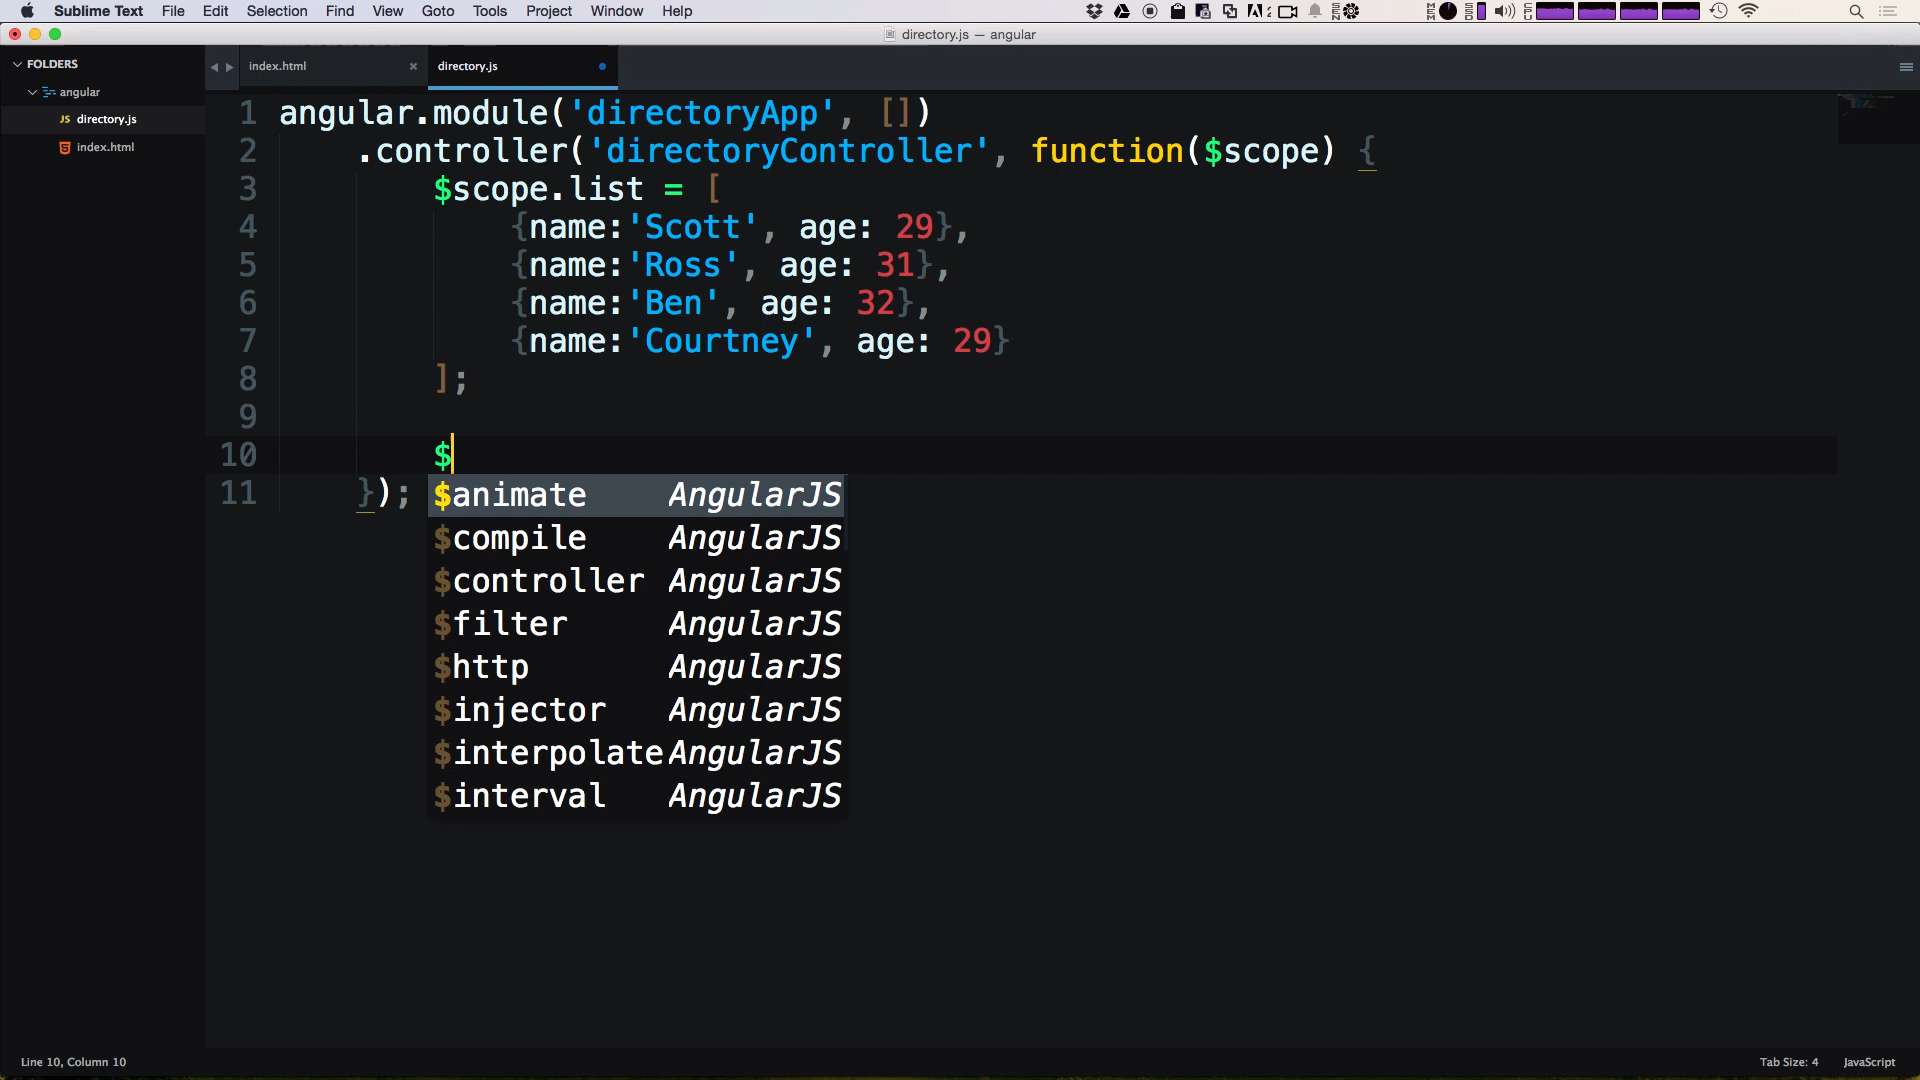 Sublime Text File Edit Selection Find View Goto Tools Project Window Help
directory.js — angular
FOLDERS
angular
JS directory.js
index.html
index.html × directory.js
1 angular.module('directoryApp', [])
2 .controller('directoryController', function($scope) {
3 $scope.list = [
4 {name:'Scott', age: 29},
5 {name:'Ross', age: 31},
6 {name:'Ben', age: 32},
7 {name:'Courtney', age: 29}
8 ];
9
10 $
11 });
$animate AngularJS
$compile AngularJS
$controller AngularJS
$filter AngularJS
$http AngularJS
$injector AngularJS
$interpolate AngularJS
$interval AngularJS
Line 10, Column 10
Tab Size: 4 JavaScript